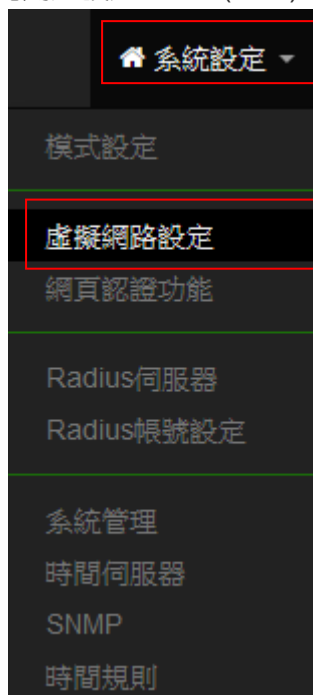 系統設定
模式設定
虛擬網路設定
網頁認證功能
Radius伺服器
Radius帳號設定
系統管理
時間伺服器
SNMP
時間規則